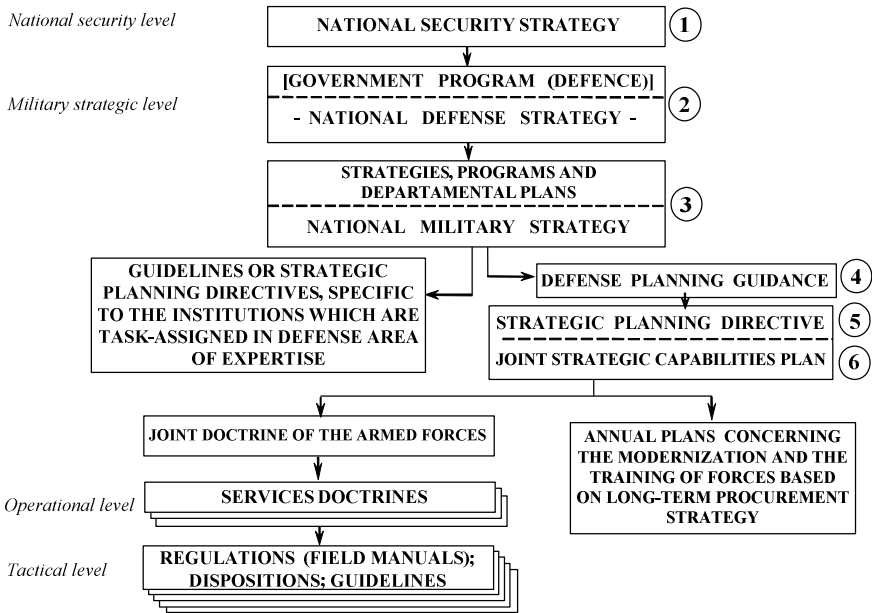 National security level
NATIONAL SECURITY STRATEGY
1
[GOVERNMENT PROGRAM (DEFENCE)]
Military strategic level
2
- NATIONAL DEFENSE STRATEGY -
STRATEGIES, PROGRAMS AND
DEPARTAMENTAL PLANS
3
NATIONAL MILITARY STRATEGY
GUIDELINES OR STRATEGIC
PLANNING DIRECTIVES, SPECIFIC
TO THE INSTITUTIONS WHICH ARE
TASK-ASSIGNED IN DEFENSE AREA
OF EXPERTISE
DEFENSE PLANNING GUIDANCE
4
STRATEGIC PLANNING DIRECTIVE
5
JOINT STRATEGIC CAPABILITIES PLAN
6
JOINT DOCTRINE OF THE ARMED FORCES
ANNUAL PLANS CONCERNING
THE MODERNIZATION AND THE
TRAINING OF FORCES BASED
ON LONG-TERM PROCUREMENT
STRATEGY
Operational level
SERVICES DOCTRINES
Tactical level
REGULATIONS (FIELD MANUALS);
DISPOSITIONS; GUIDELINES